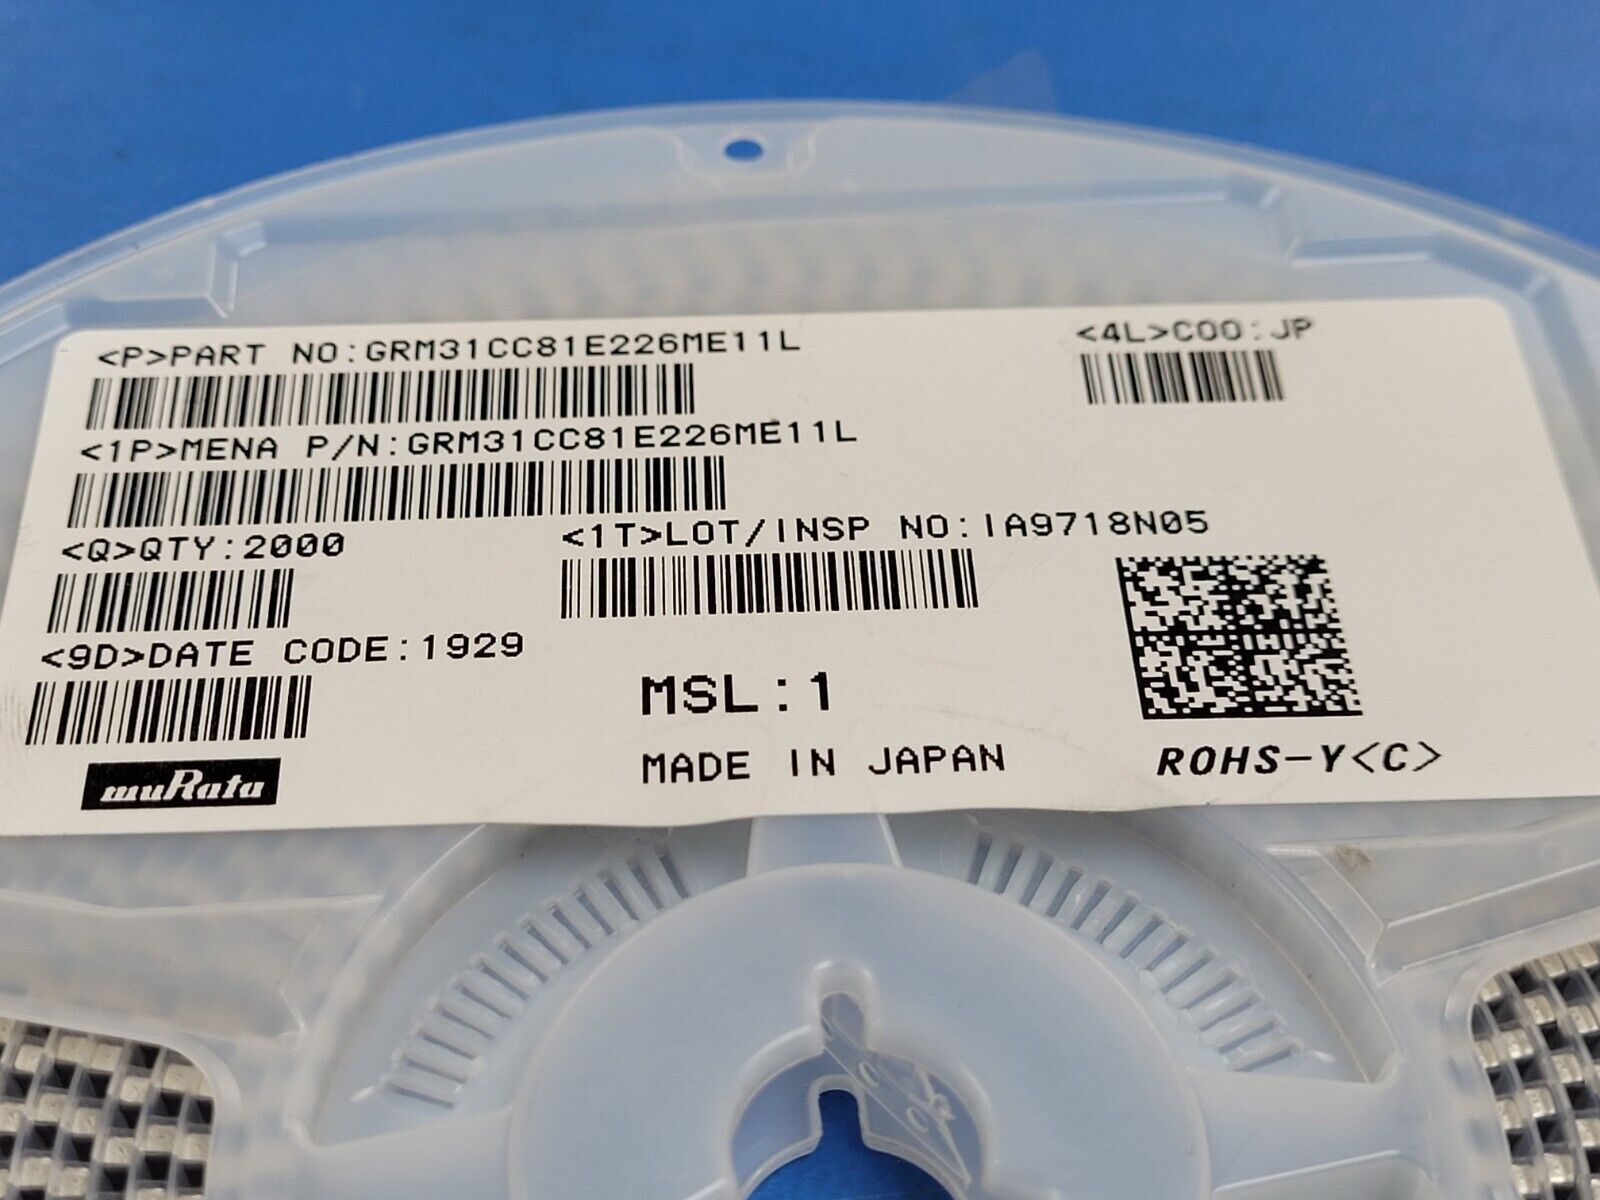 <P>PART NO:GRM31CC81E226ME11L
<4L>COO:JP
<1P>MENA P/N:GRM31CC81E226ME11L
<Q>QTY:2000
<1T>LOT/INSP NO:IA9718N05
<9D>DATE CODE:1929
MSL:1
muRata
MADE IN JAPAN
ROHS-Y<C>